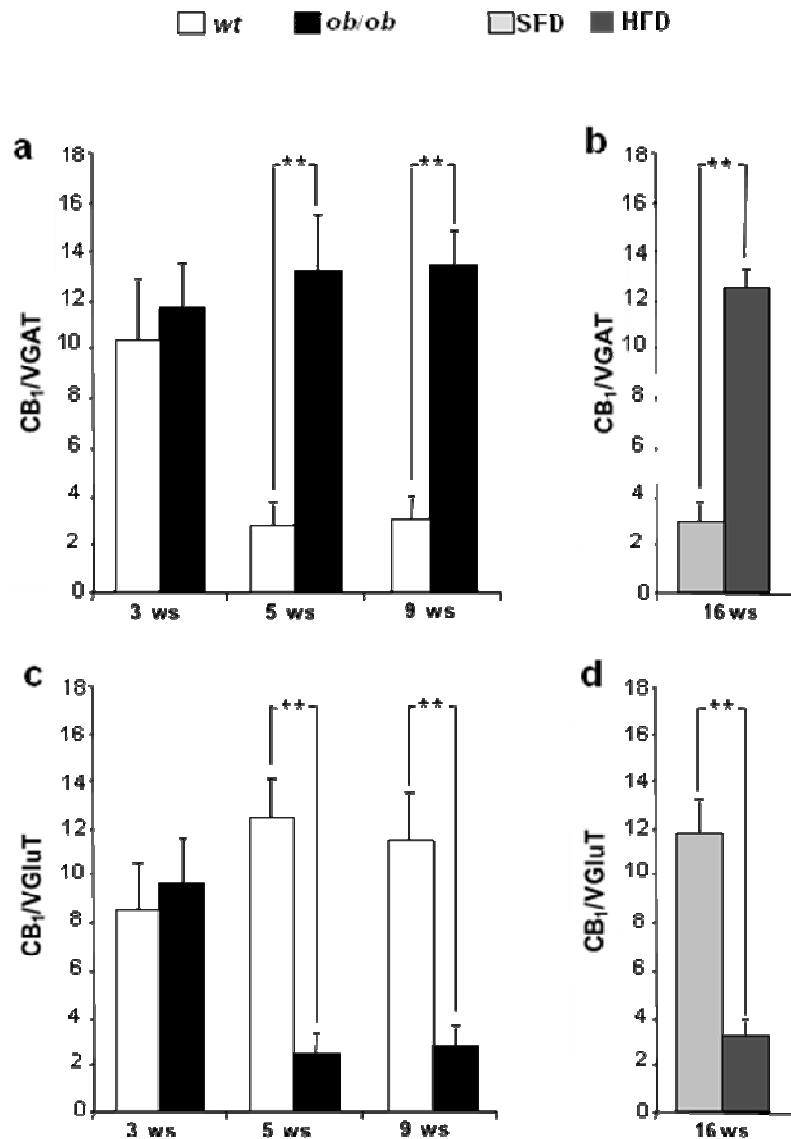 wt ob/ob SFD HFD
a b
18 ** ** 18 **
16 16
14 14
12 12
10 10
8 8
6 6
4 4
2 2
0 0
CB₁/VGAT CB₁/VGAT
3 ws 5 ws 9 ws 16 ws
c d
18 ** ** 18 **
16 16
14 14
12 12
10 10
8 8
6 6
4 4
2 2
0 0
CB₁/VGluT CB₁/VGluT
3 ws 5 ws 9 ws 16 ws